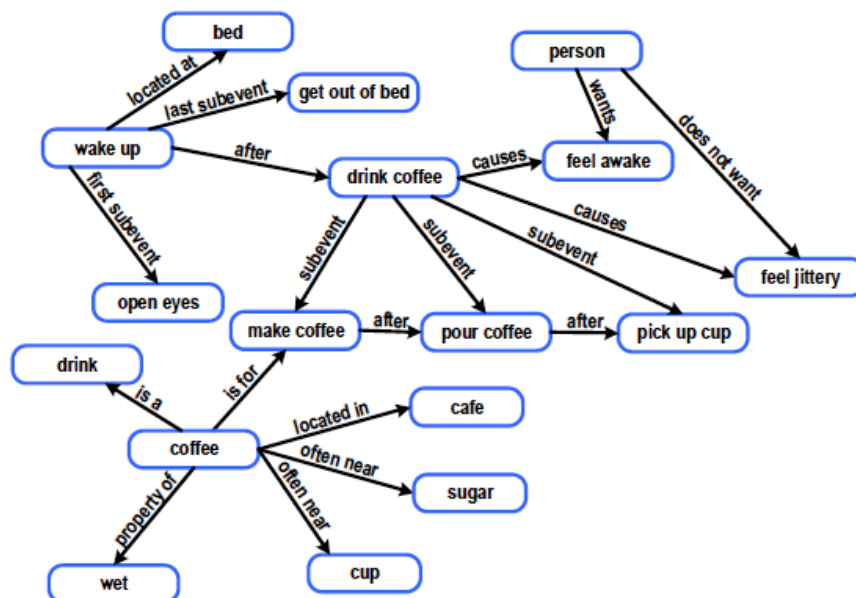 bed
person
located at
last subevent
get out of bed
wants
does not want
wake up
after
causes
feel awake
drink coffee
first subevent
causes
subevent
subevent
subevent
feel jittery
open eyes
make coffee
after
pour coffee
after
pick up cup
drink
is a
is for
located in
cafe
coffee
often near
sugar
property of
often near
wet
cup